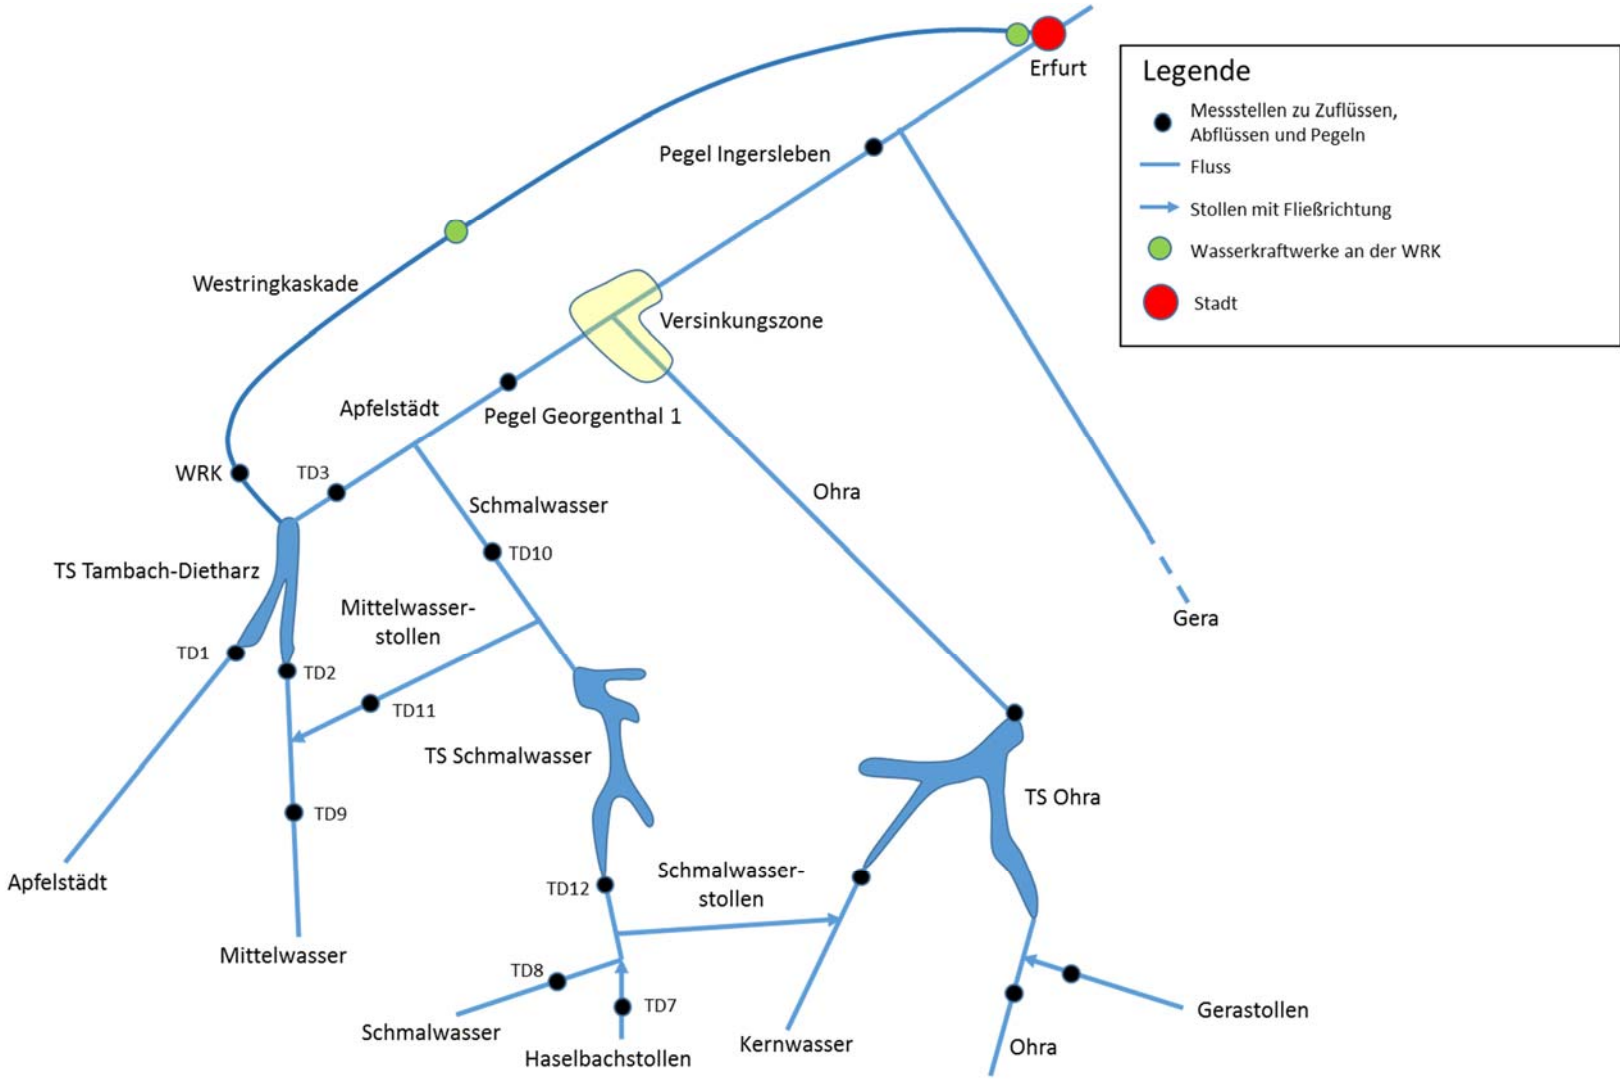 Erfurt
Legende
Messstellen zu Zuflüssen,
Abflüssen und Pegeln
Fluss
Stollen mit Fließrichtung
Wasserkraftwerke an der WRK
Stadt
Pegel Ingersleben
Westringkaskade
Versinkungszone
Apfelstädt
Pegel Georgenthal 1
WRK
TD3
Schmalwasser
Ohra
TD10
TS Tambach-Dietharz
Mittelwasser-
stollen
Gera
TD1
TD2
TD11
TS Schmalwasser
TS Ohra
TD9
Apfelstädt
Schmalwasser-
stollen
TD12
Mittelwasser
TD8
TD7
Schmalwasser
Haselbachstollen
Kernwasser
Gerastollen
Ohra